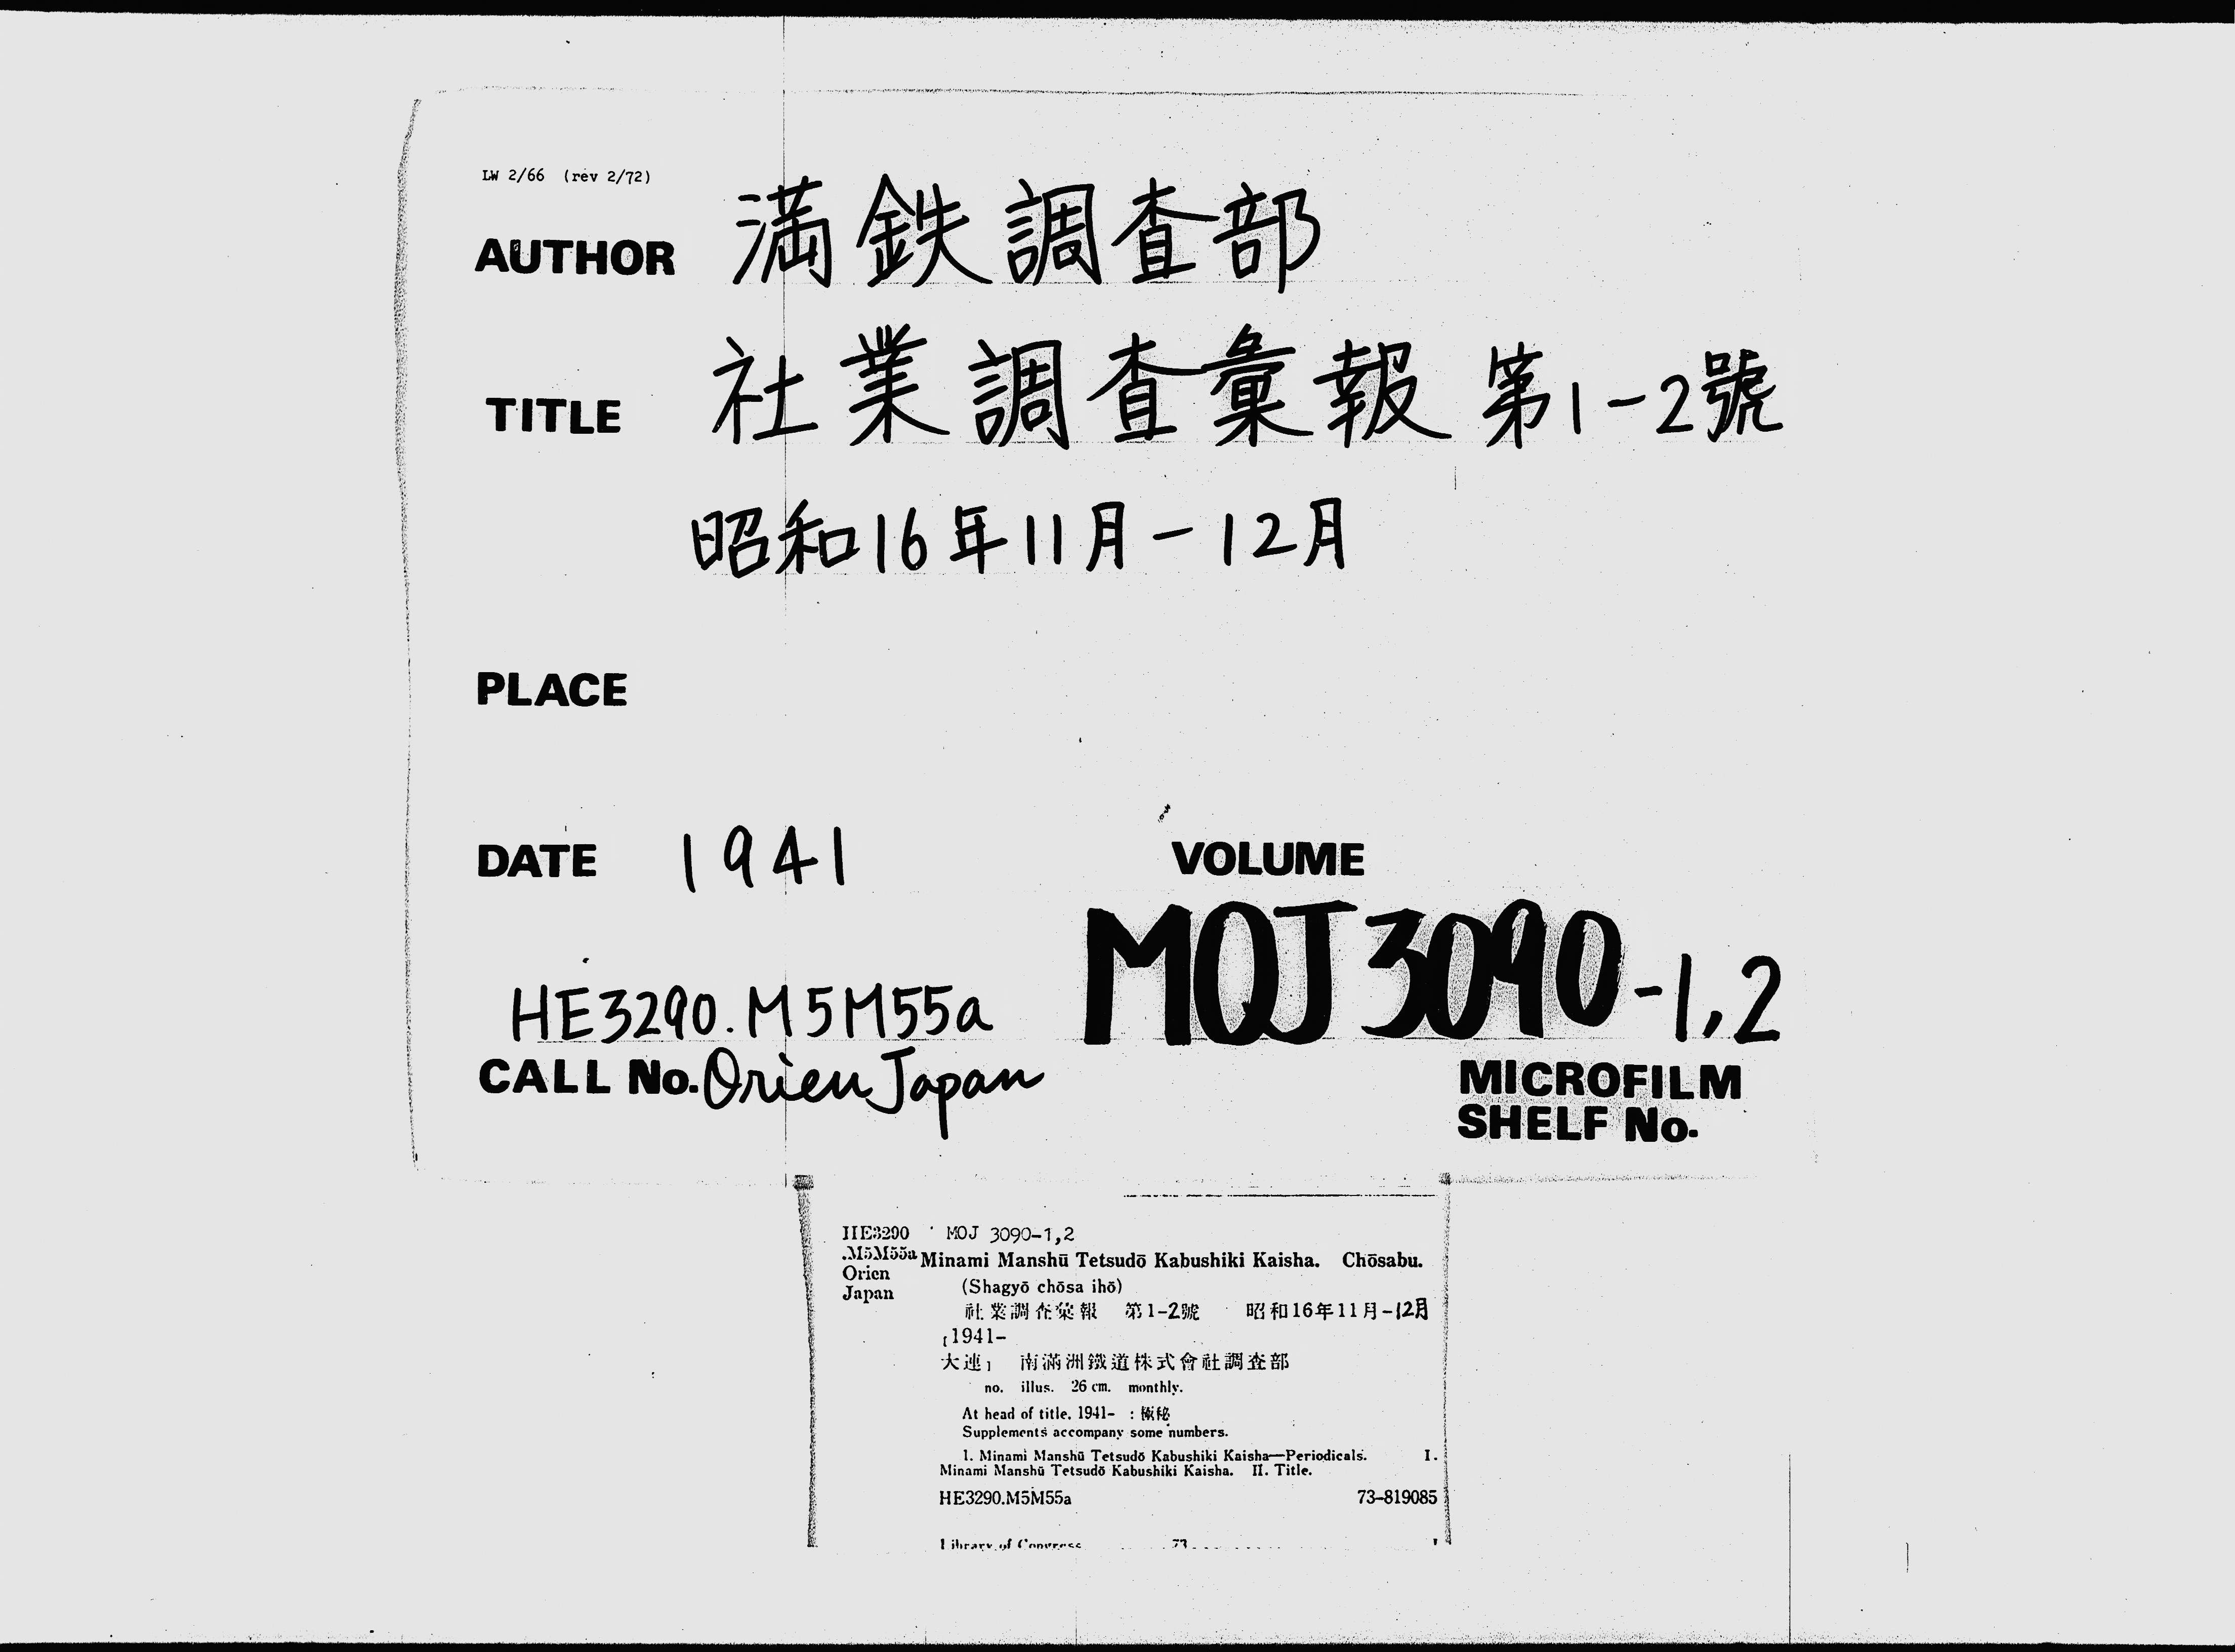 LW 2/66 (rev 2/72)
AUTHOR 満鉄調査部
TITLE 社業調査彙報 第1-2號
昭和16年11月-12月
PLACE
DATE 1941
VOLUME
MOJ 3090-1,2
HE3290.M5M55a
CALL No. Orien Japan
MICROFILM
SHELF No.
HE3290 MOJ 3090-1,2
.M5M55a Minami Manshū Tetsudō Kabushiki Kaisha. Chōsabu.
Orien
(Shagyō chōsa ihō)
Japan
社業調査彙報 第1-2號 昭和16年11月-12月
[1941-
大連] 南滿洲鐵道株式會社調査部
no. illus. 26 cm. monthly.
At head of title, 1941- : 極秘
Supplements accompany some numbers.
1. Minami Manshū Tetsudō Kabushiki Kaisha—Periodicals. I.
Minami Manshū Tetsudō Kabushiki Kaisha. II. Title.
HE3290.M5M55a 73-819085
Library of Congress 73